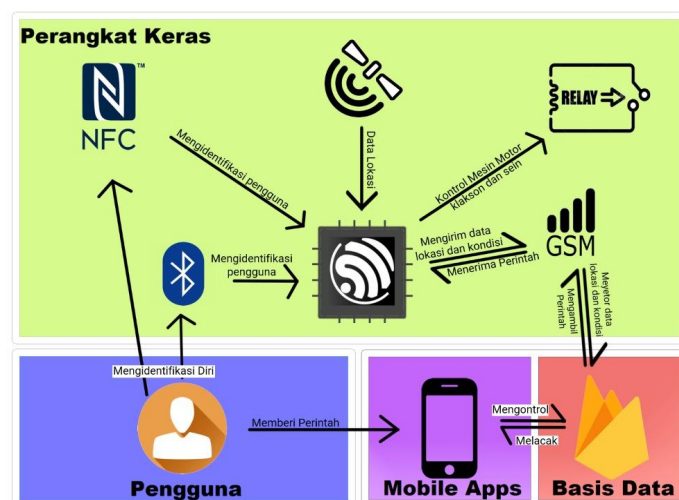 Perangkat Keras
NFC
TM
Mengidentifikasi pengguna
Data Lokasi
RELAY
Kontrol Mesin Motor
klakson dan sein
Mengidentifikasi
pengguna
Mengirim data
lokasi dan kondisi
Menerima Perintah
GSM
Meyetor data
lokasi dan kondisi
Mengambil
Perintah
Mengidentifikasi Diri
Memberi Perintah
Mengontrol
Melacak
Pengguna
Mobile Apps
Basis Data